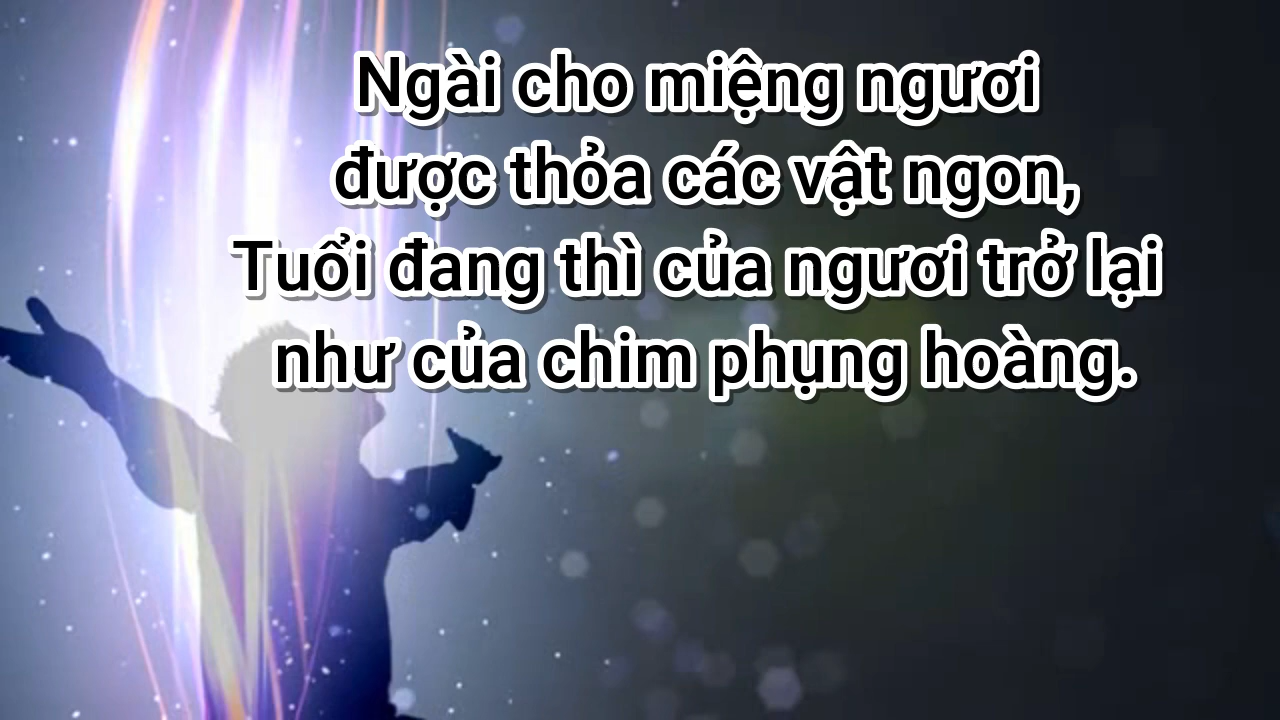 Ngài cho miệng ngươi
được thỏa các vật ngon,
Tuổi đang thì của ngươi trở lại
như của chim phụng hoàng.